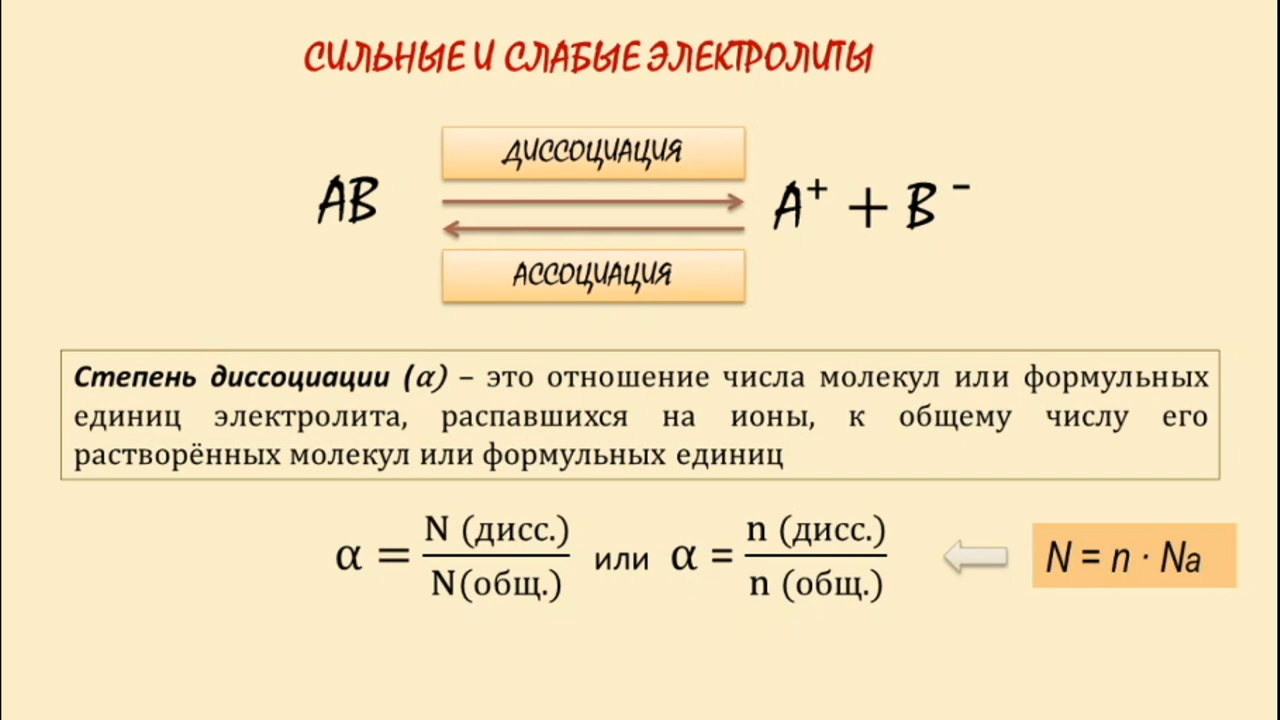 СИЛЬНЫЕ И СЛАБЫЕ ЭЛЕКТРОЛИТЫ
ДИССОЦИАЦИЯ
AB A⁺ + B⁻
АССОЦИАЦИЯ
Степень диссоциации (α) – это отношение числа молекул или формульных
единиц электролита, распавшихся на ионы, к общему числу его
растворённых молекул или формульных единиц
α = N (дисс.) / N(общ.) или α = n (дисс.) / n (общ.) N = n · Na